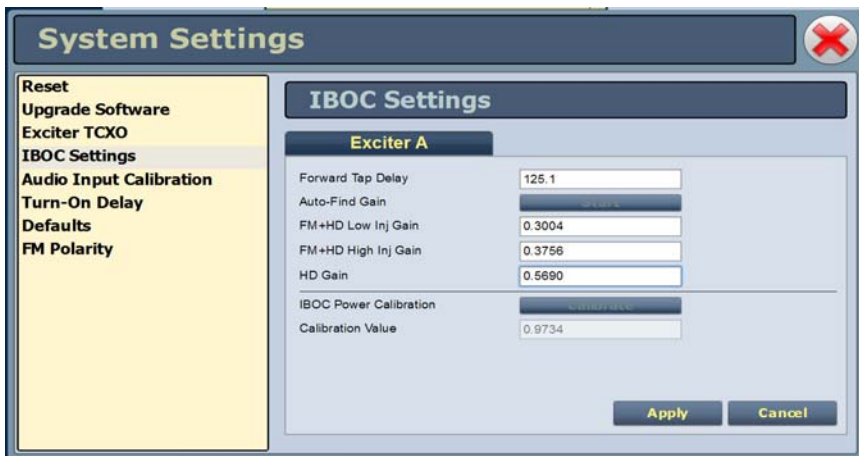 System Settings
Reset
Upgrade Software
Exciter TCXO
IBOC Settings
Audio Input Calibration
Turn-On Delay
Defaults
FM Polarity
IBOC Settings
Exciter A
Forward Tap Delay 125.1
Auto-Find Gain Start
FM+HD Low Inj Gain 0.3004
FM+HD High Inj Gain 0.3756
HD Gain 0.5690
IBOC Power Calibration Calibrate
Calibration Value 0.9734
Apply Cancel